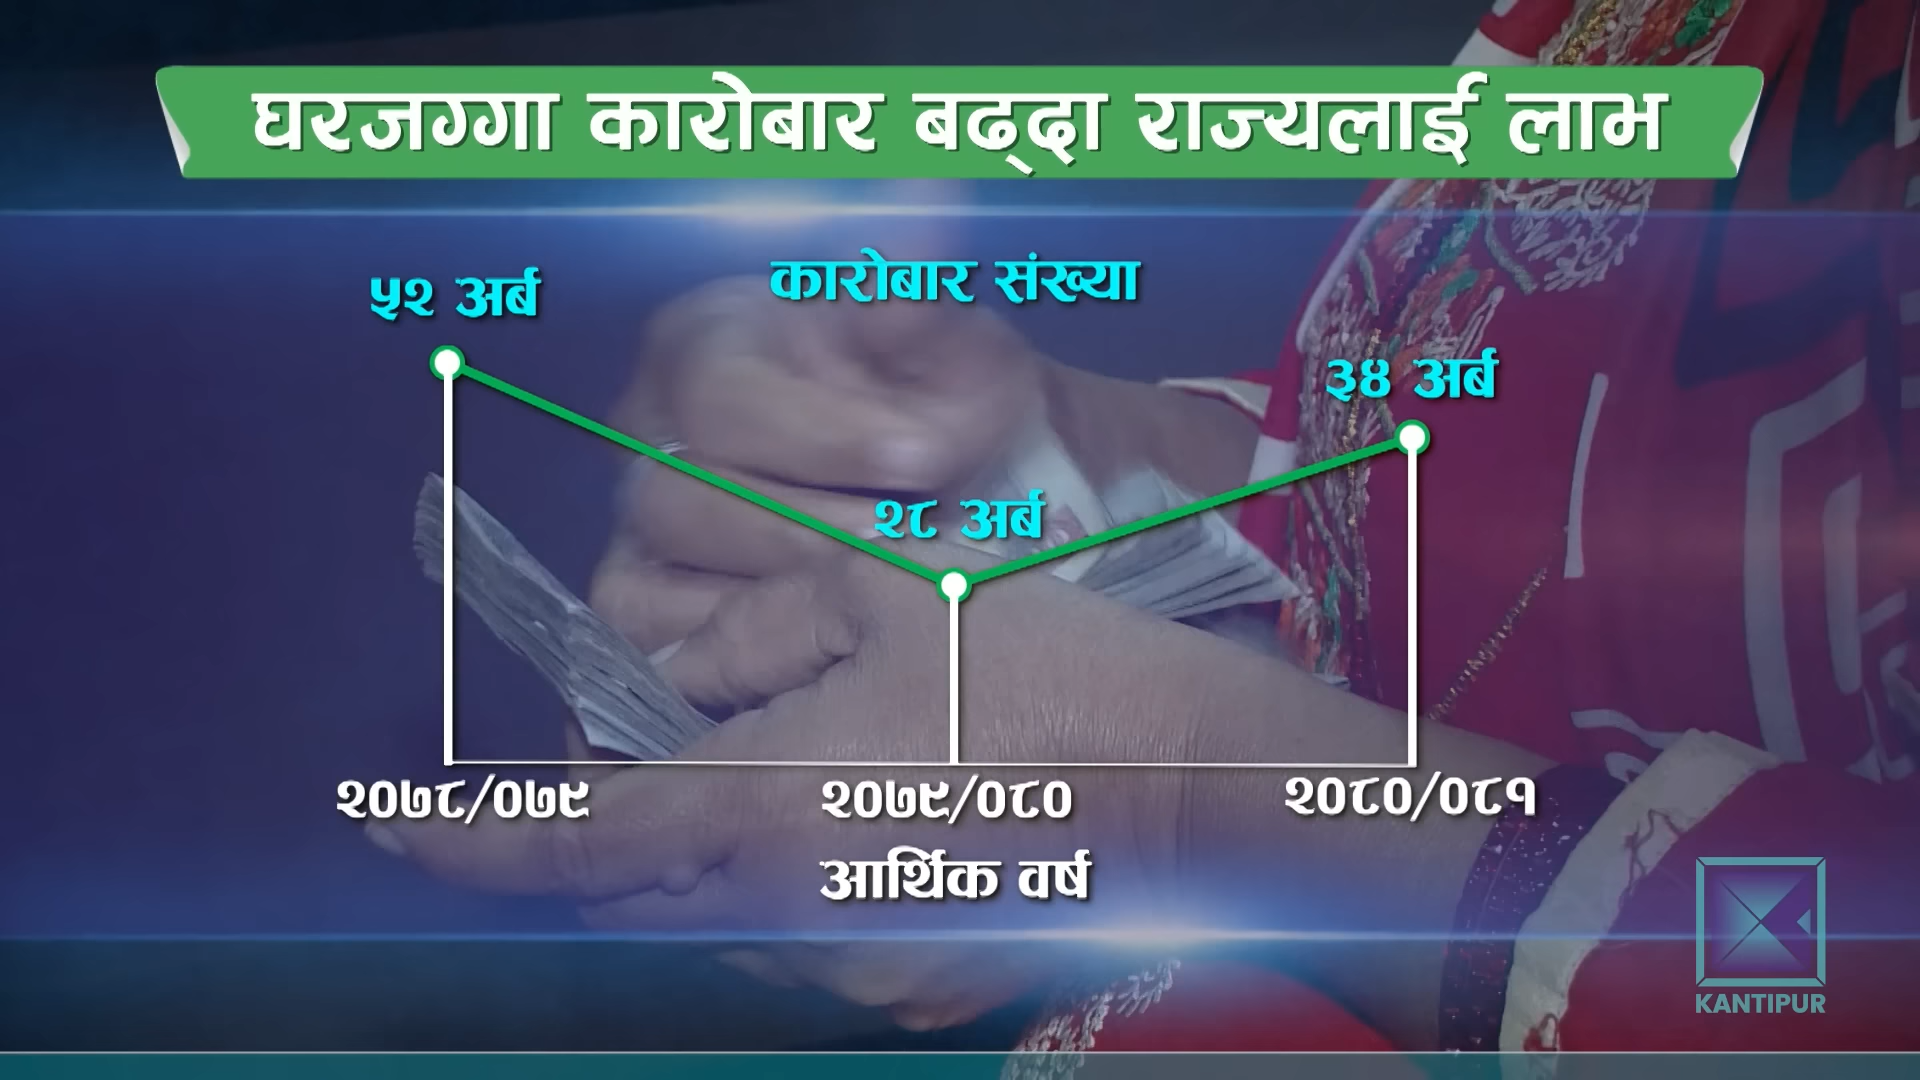 घरजग्गा कारोबार बढ्दा राज्यलाई लाभ
कारोबार संख्या
५२ अर्ब
३४ अर्ब
२८ अर्ब
२०७८/०७९
२०७९/०८०
२०८०/०८१
आर्थिक वर्ष
KANTIPUR